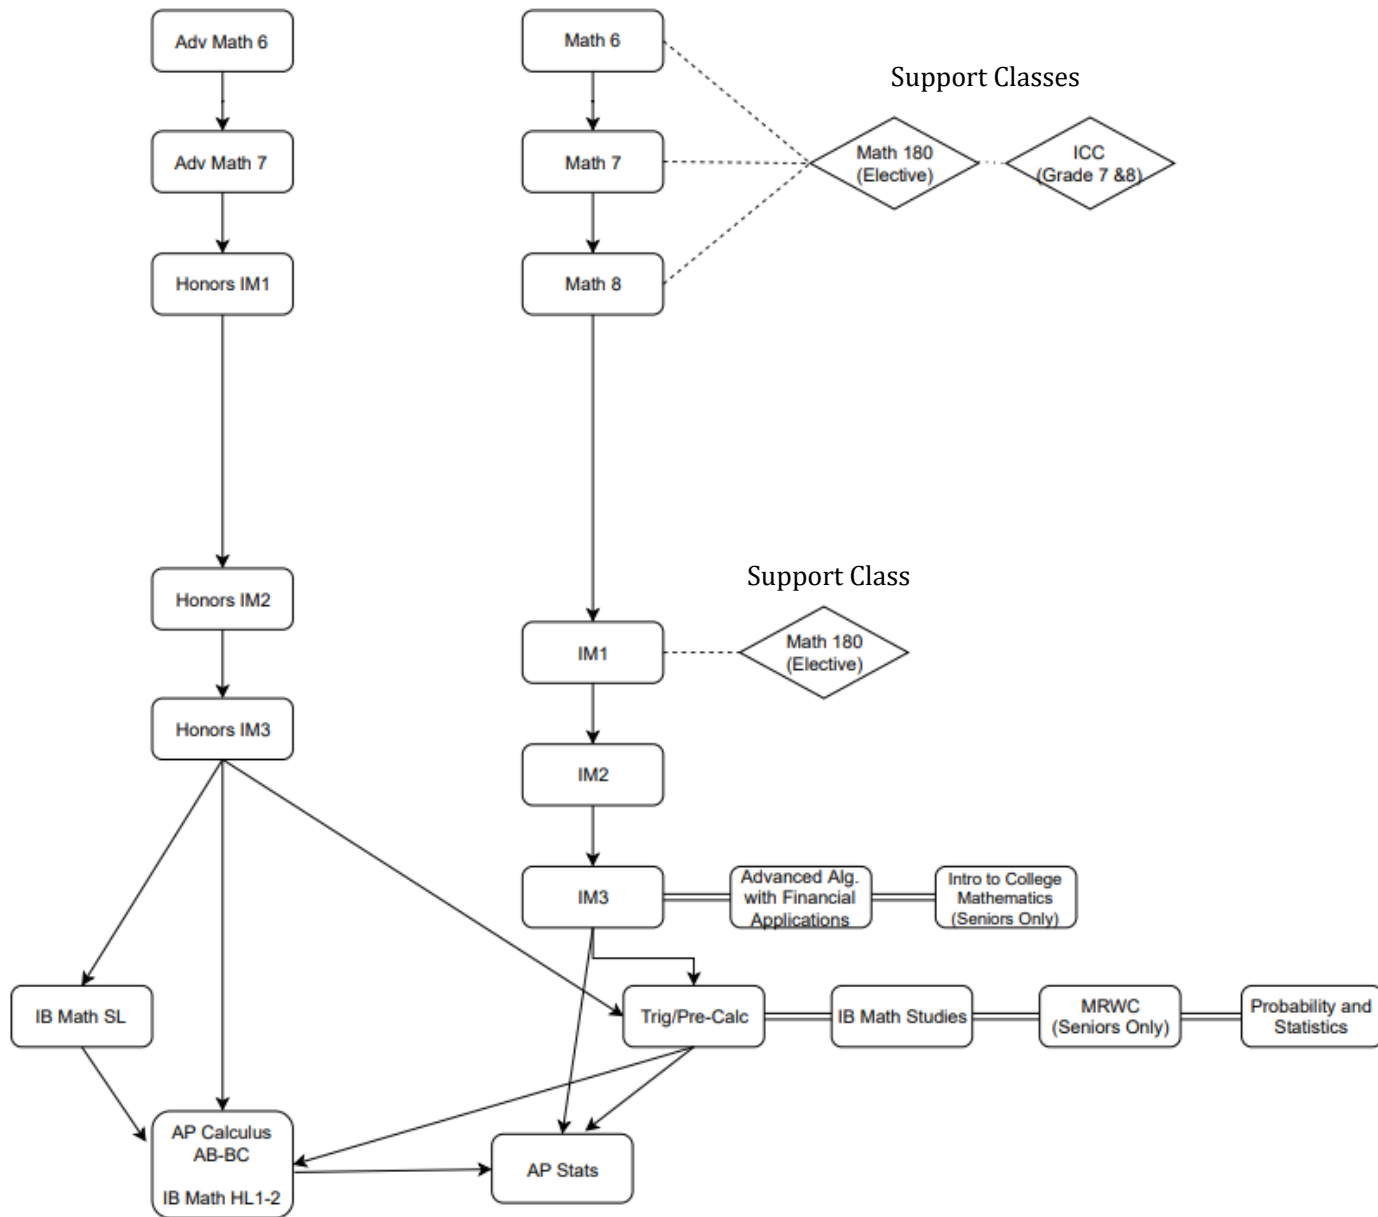 Adv Math 6
Math 6
Support Classes
Adv Math 7
Math 7
Math 180
(Elective)
ICC
(Grade 7 &8)
Honors IM1
Math 8
Support Class
Honors IM2
IM1
Math 180
(Elective)
Honors IM3
IM2
IM3
Advanced Alg.
with Financial
Applications
Intro to College
Mathematics
(Seniors Only)
IB Math SL
Trig/Pre-Calc
IB Math Studies
MRWC
(Seniors Only)
Probability and
Statistics
AP Calculus
AB-BC
IB Math HL1-2
AP Stats